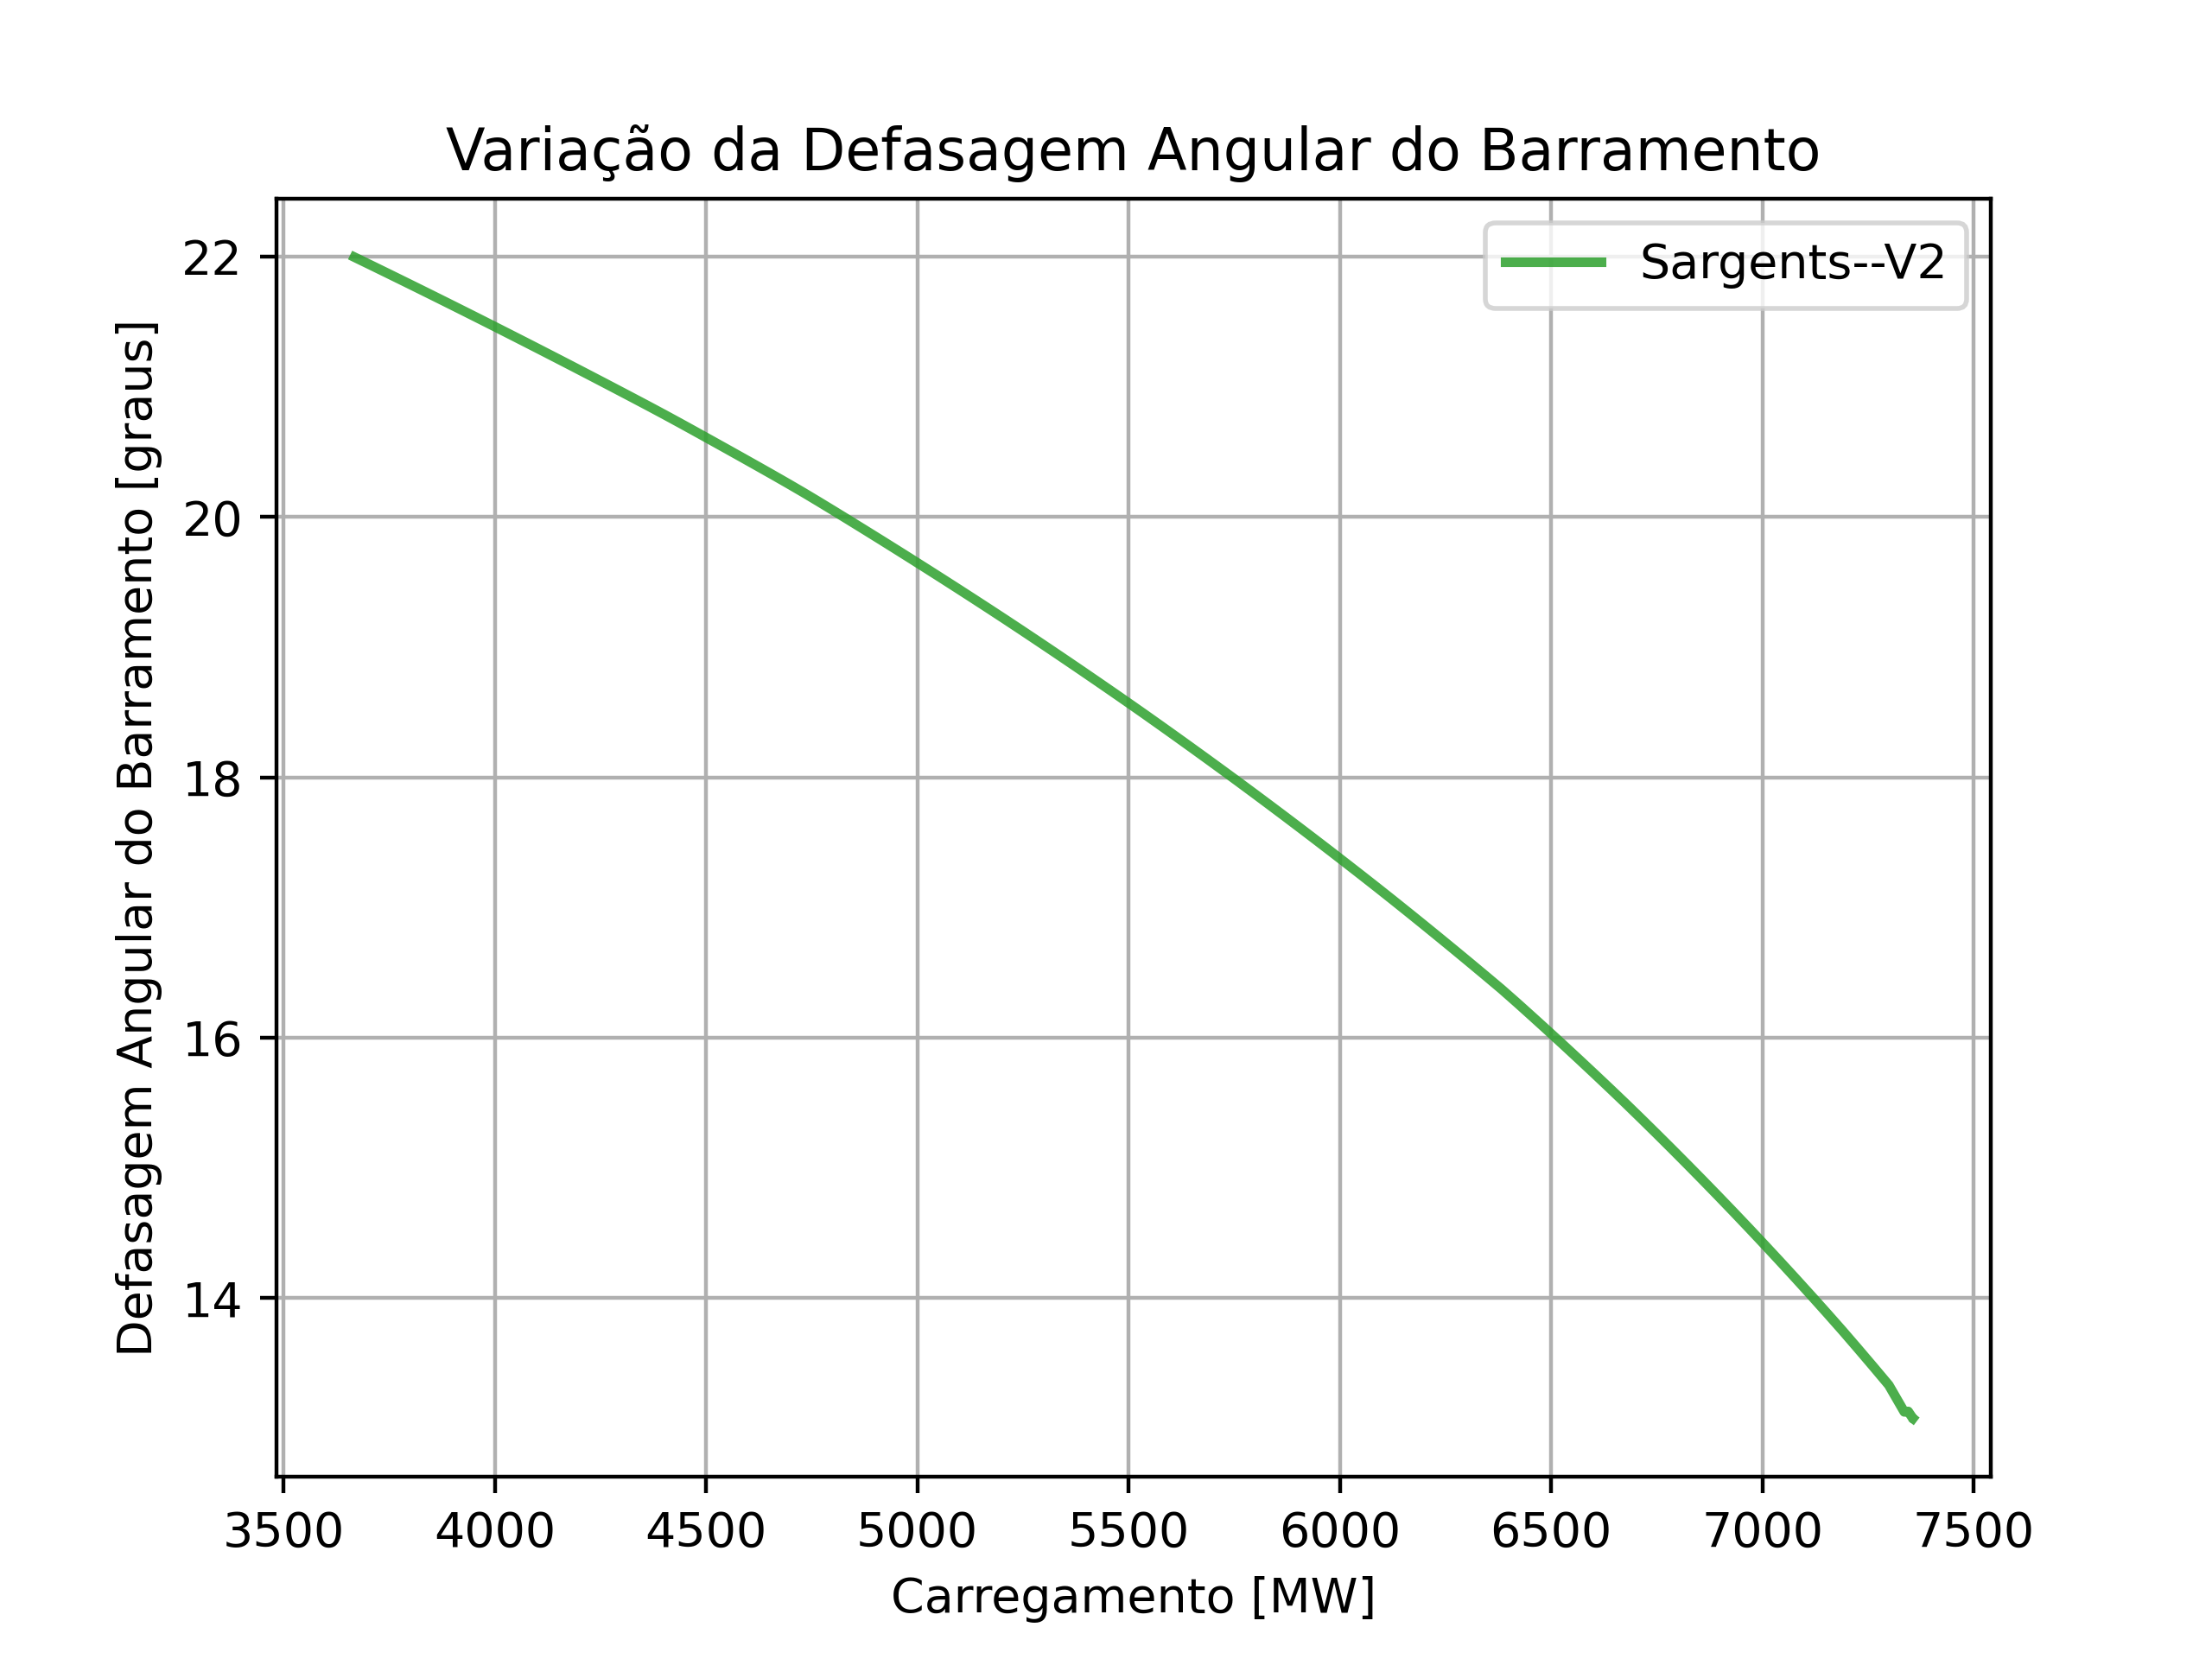 Variação da Defasagem Angular do Barramento
Sargents--V2
Defasagem Angular do Barramento [graus]
22
20
18
16
14
3500 4000 4500 5000 5500 6000 6500 7000 7500
Carregamento [MW]